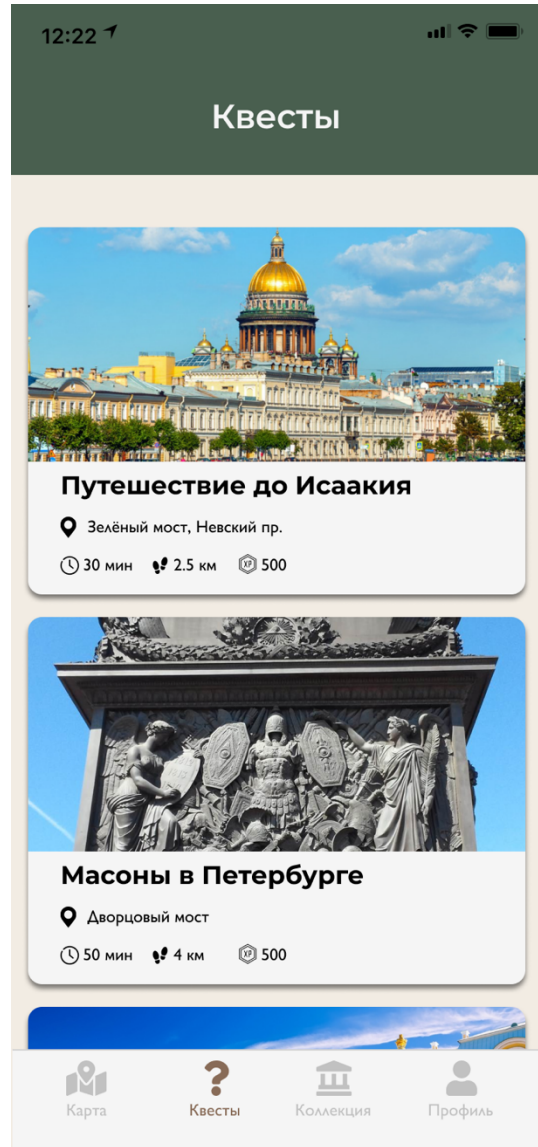 12:22
Квесты
Путешествие до Исаакия
Зелёный мост, Невский пр.
30 мин 2.5 км XP 500
Масоны в Петербурге
Дворцовый мост
50 мин 4 км XP 500
Карта Квесты Коллекция Профиль